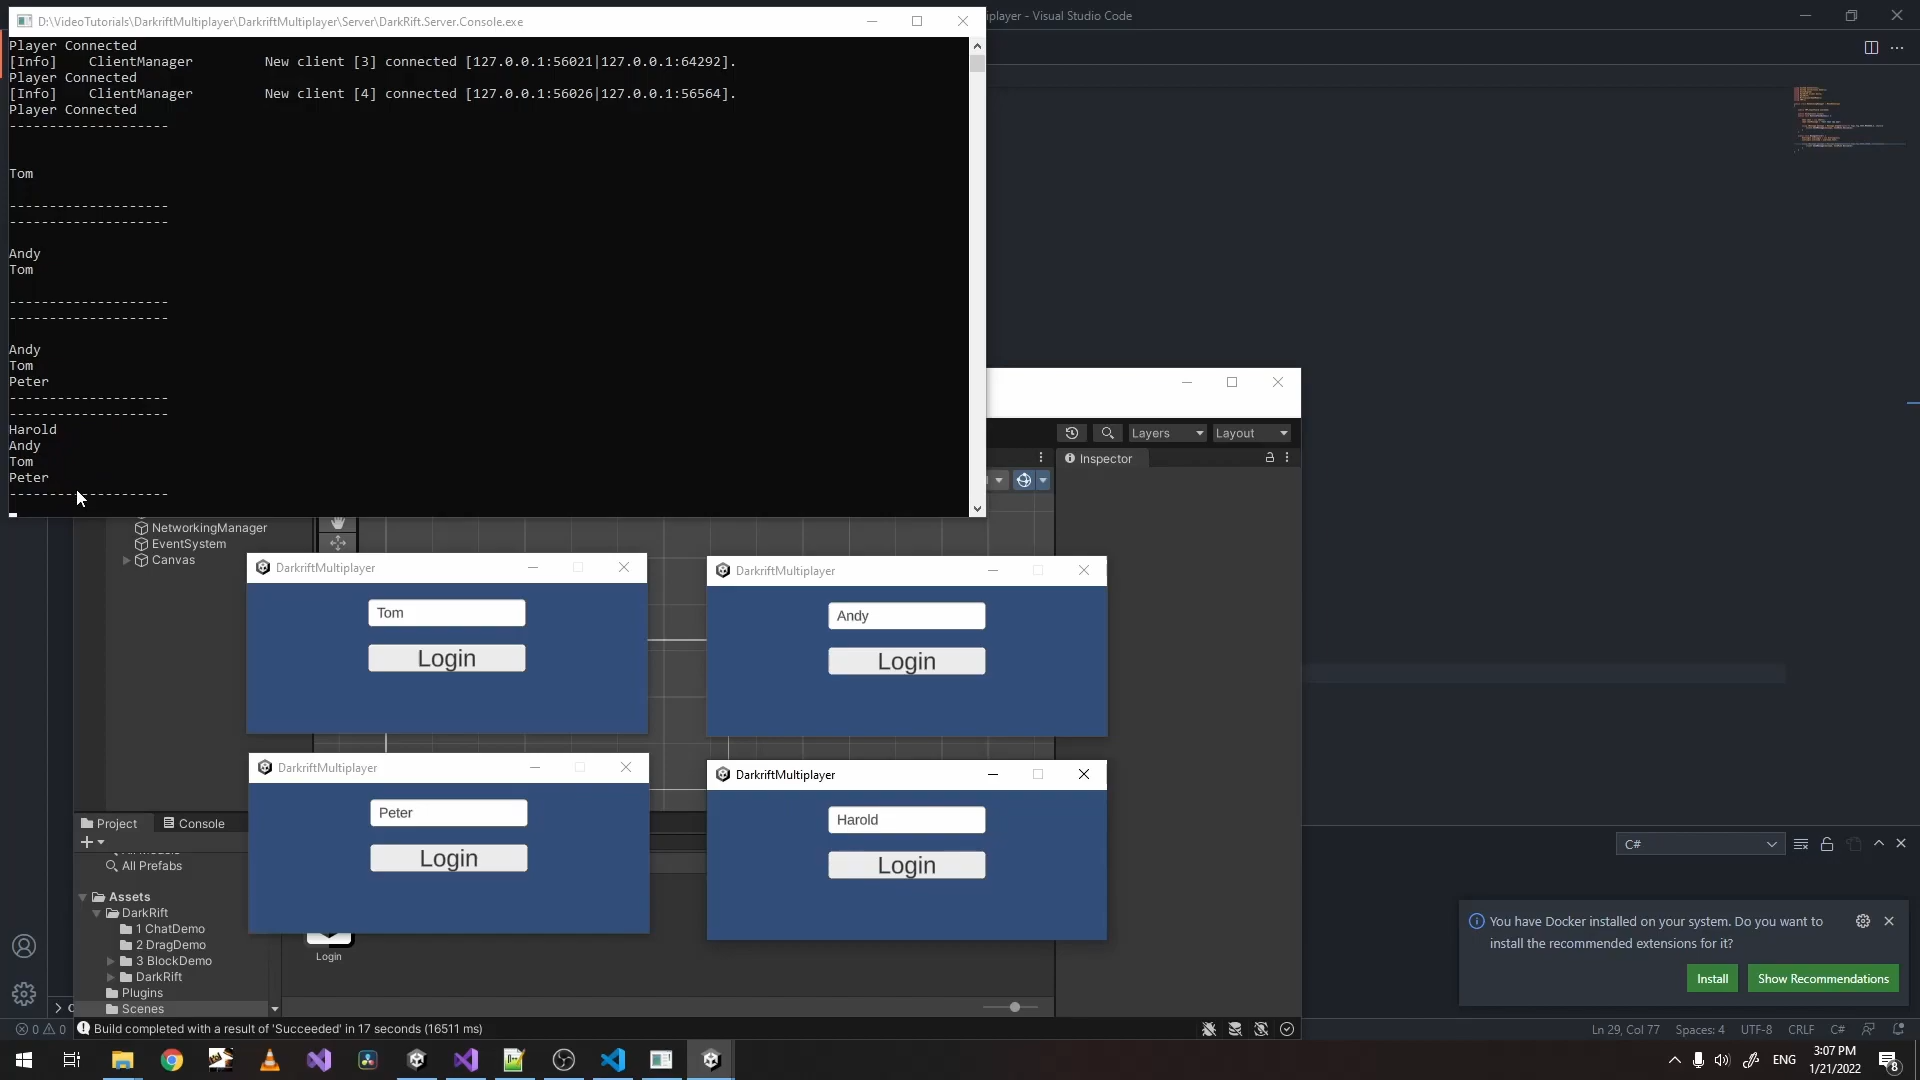 D:\VideoTutorials\DarkriftMultiplayer\DarkriftMultiplayer\Server\DarkRift.Server.Console.exe
player - Visual Studio Code
Player Connected
[Info]    ClientManager         New client [3] connected [127.0.0.1:56021|127.0.0.1:64292].
Player Connected
[Info]    ClientManager         New client [4] connected [127.0.0.1:56026|127.0.0.1:56564].
Player Connected
--------------------
Tom
--------------------
--------------------
Andy
Tom
--------------------
--------------------
Andy
Tom
Peter
--------------------
--------------------
Harold
Andy
Tom
Peter
--------------------
Layers
Layout
Inspector
NetworkingManager
EventSystem
Canvas
DarkriftMultiplayer
Tom
Login
DarkriftMultiplayer
Andy
Login
DarkriftMultiplayer
Peter
Login
DarkriftMultiplayer
Harold
Login
Project
Console
All Prefabs
Assets
DarkRift
1 ChatDemo
2 DragDemo
3 BlockDemo
DarkRift
Plugins
Scenes
Login
Build completed with a result of 'Succeeded' in 17 seconds (16511 ms)
C#
You have Docker installed on your system. Do you want to
install the recommended extensions for it?
Install
Show Recommendations
0
0
Ln 29, Col 77
Spaces: 4
UTF-8
CRLF
C#
ENG
3:07 PM
1/21/2022
8